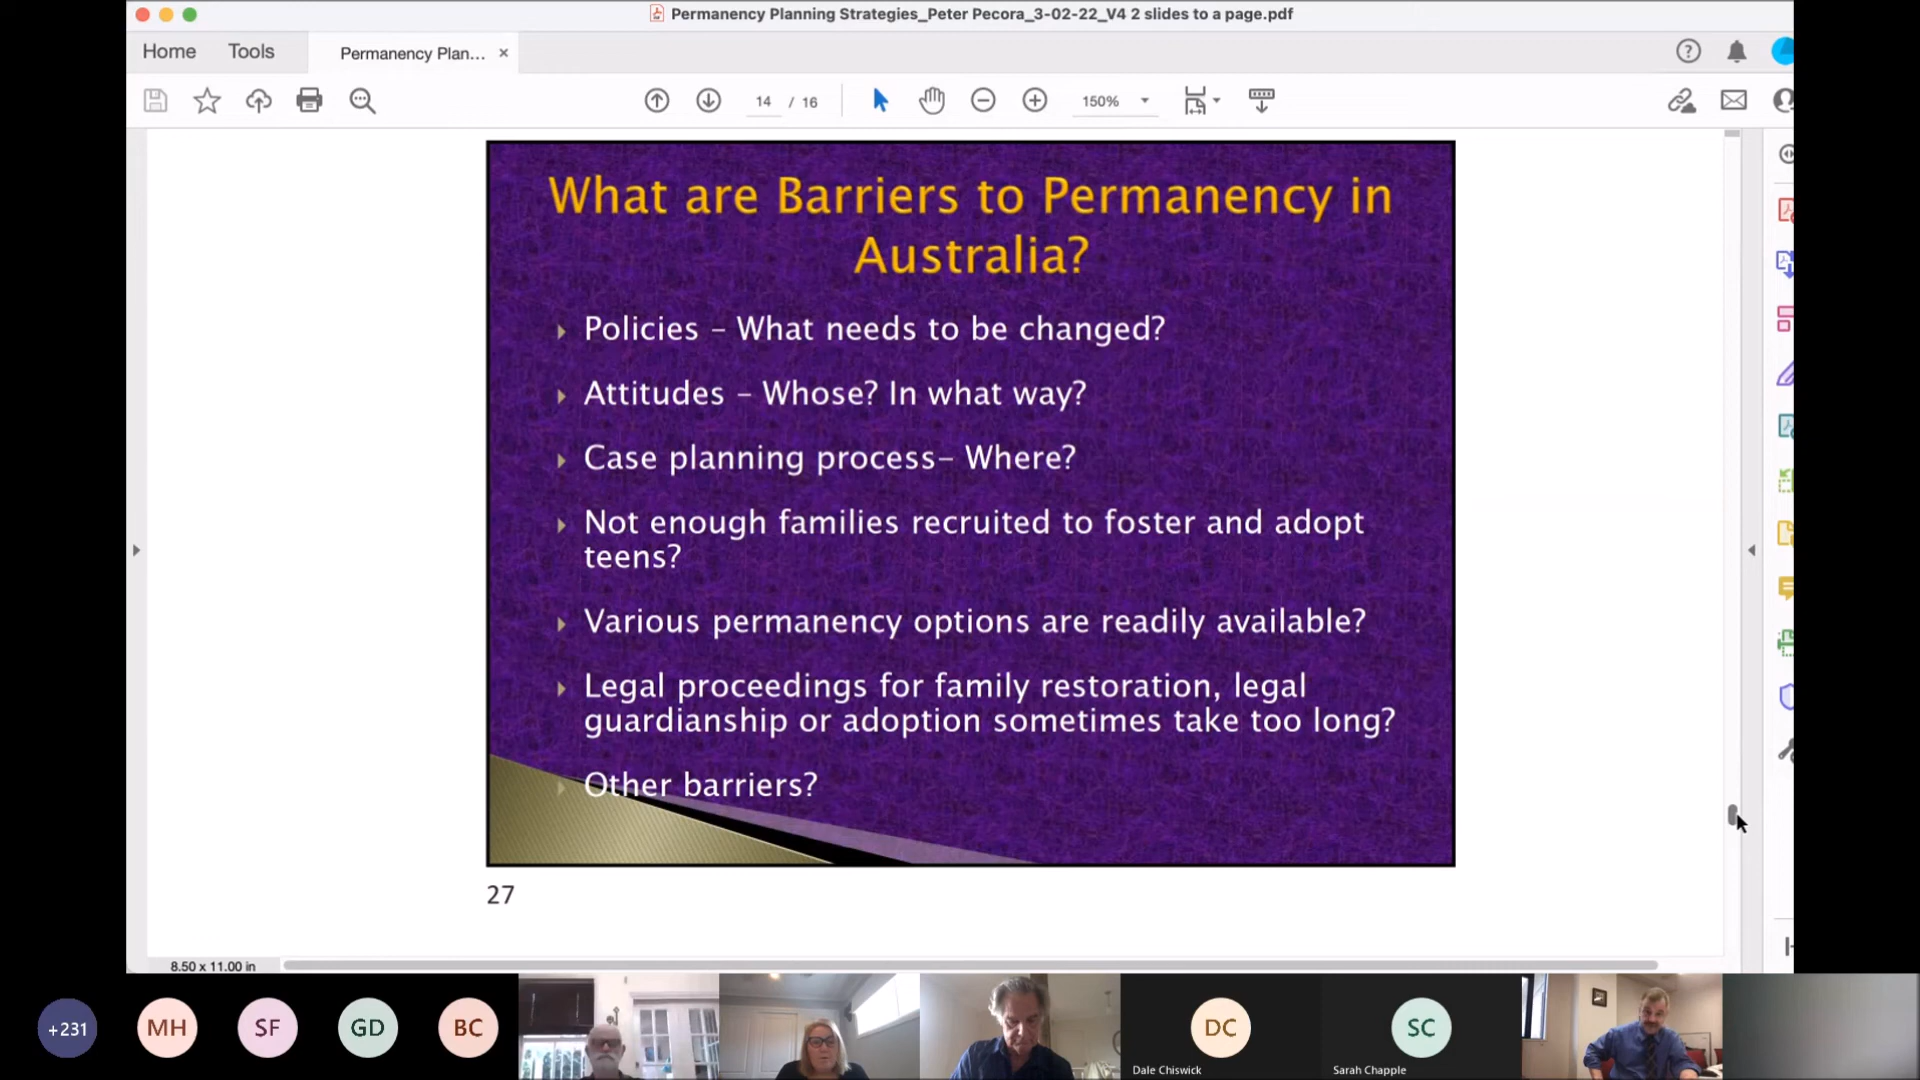 Permanency Planning Strategies_Peter Pecora_3-02-22_V4 2 slides to a page.pdf
Home Tools Permanency Plan... ×
14 / 16 150%
What are Barriers to Permanency in
Australia?
Policies – What needs to be changed?
Attitudes – Whose? In what way?
Case planning process– Where?
Not enough families recruited to foster and adopt
teens?
Various permanency options are readily available?
Legal proceedings for family restoration, legal
guardianship or adoption sometimes take too long?
Other barriers?
27
8.50 x 11.00 in
+231 MH SF GD BC DC SC
Dale Chiswick Sarah Chapple